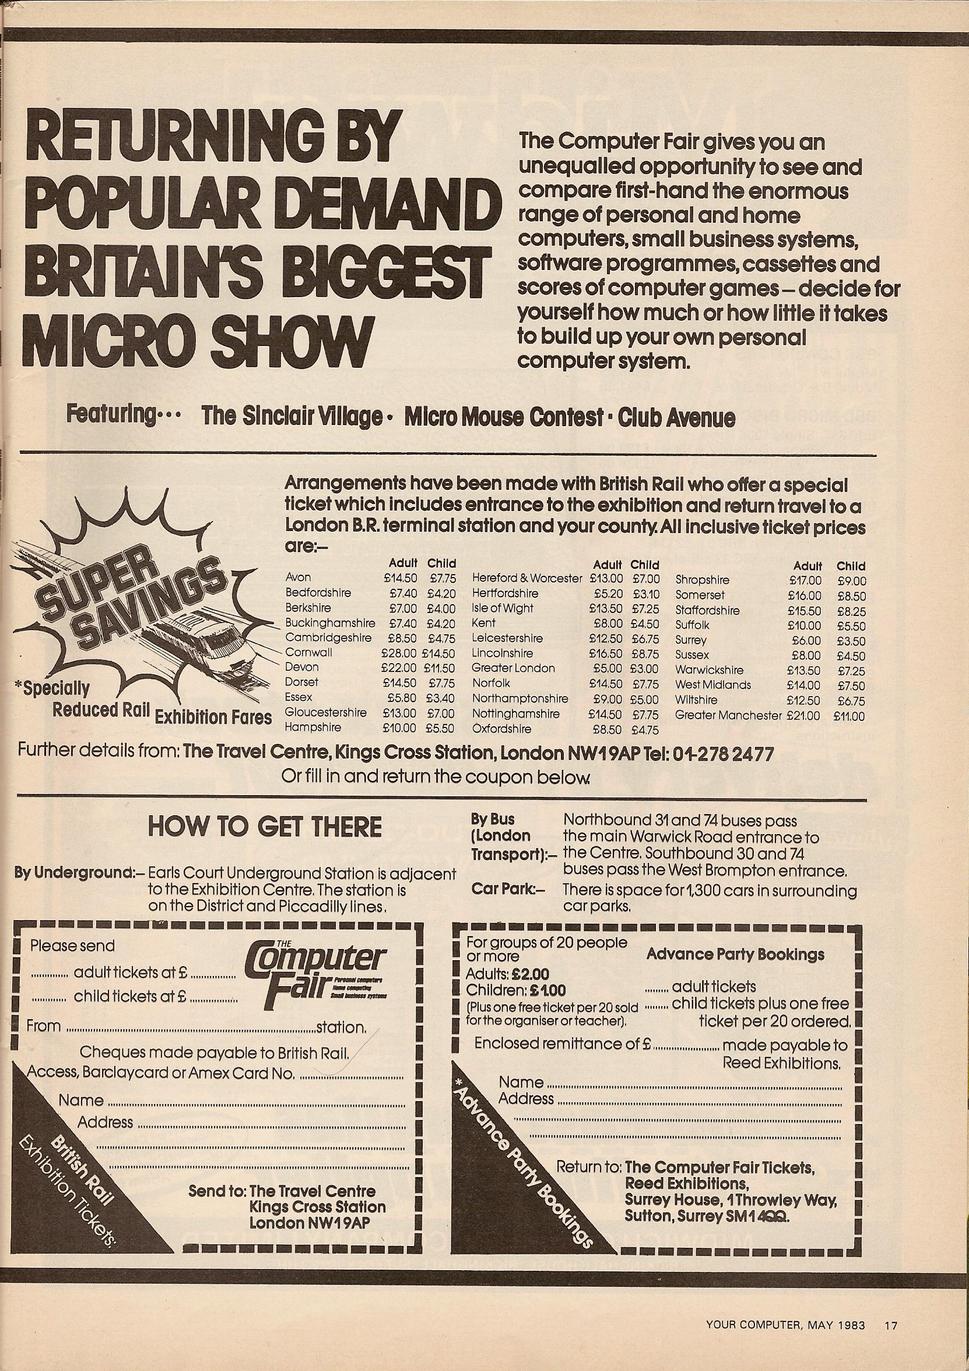 RETURNING BY
POPULAR DEMAND
BRITAIN'S BIGGEST
MICRO SHOW
The Computer Fair gives you an
unequalled opportunity to see and
compare first-hand the enormous
range of personal and home
computers, small business systems,
software programmes, cassettes and
scores of computer games – decide for
yourself how much or how little it takes
to build up your own personal
computer system.
Featuring... The Sinclair Village · Micro Mouse Contest · Club Avenue
SUPER
SAVINGS
*Specially
Reduced Rail Exhibition Fares
Arrangements have been made with British Rail who offer a special
ticket which includes entrance to the exhibition and return travel to a
London B.R. terminal station and your county. All inclusive ticket prices
are:–
Adult Child
Avon £14.50 £7.75
Bedfordshire £7.40 £4.20
Berkshire £7.00 £4.00
Buckinghamshire £7.40 £4.20
Cambridgeshire £8.50 £4.75
Cornwall £28.00 £14.50
Devon £22.00 £11.50
Dorset £14.50 £7.75
Essex £5.80 £3.40
Gloucestershire £13.00 £7.00
Hampshire £10.00 £5.50
Adult Child
Hereford & Worcester £13.00 £7.00
Hertfordshire £5.20 £3.10
Isle of Wight £13.50 £7.25
Kent £8.00 £4.50
Leicestershire £12.50 £6.75
Lincolnshire £16.50 £8.75
Greater London £5.00 £3.00
Norfolk £14.50 £7.75
Northamptonshire £9.00 £5.00
Nottinghamshire £14.50 £7.75
Oxfordshire £8.50 £4.75
Adult Child
Shropshire £17.00 £9.00
Somerset £16.00 £8.50
Staffordshire £15.50 £8.25
Suffolk £10.00 £5.50
Surrey £6.00 £3.50
Sussex £8.00 £4.50
Warwickshire £13.50 £7.25
West Midlands £14.00 £7.50
Wiltshire £12.50 £6.75
Greater Manchester £21.00 £11.00
Further details from: The Travel Centre, Kings Cross Station, London NW1 9AP Tel: 01-278 2477
Or fill in and return the coupon below.
HOW TO GET THERE
By Underground:– Earls Court Underground Station is adjacent
to the Exhibition Centre. The station is
on the District and Piccadilly lines.
By Bus (London Transport):– Northbound 31 and 74 buses pass
the main Warwick Road entrance to
the Centre. Southbound 30 and 74
buses pass the West Brompton entrance.
Car Park:– There is space for 1,300 cars in surrounding
car parks.
Please send
............ adult tickets at £ ..............
............ child tickets at £ ..............
THE
Computer
Fair
Personal computers
Home computing
Small business systems
From ..............................station.
Cheques made payable to British Rail.
Access, Barclaycard or Amex Card No. ..............................
Name ..............................
Address ..............................
British Rail
Exhibition Tickets:
Send to: The Travel Centre
Kings Cross Station
London NW1 9AP
For groups of 20 people
or more
Adults: £2.00
Children: £1.00
(Plus one free ticket per 20 sold
for the organiser or teacher).
Advance Party Bookings
........ adult tickets
........ child tickets plus one free
ticket per 20 ordered.
Enclosed remittance of £...................... made payable to
Reed Exhibitions.
Name ..............................
Address ..............................
*Advance Party Bookings
Return to: The Computer Fair Tickets,
Reed Exhibitions,
Surrey House, 1 Throwley Way,
Sutton, Surrey SM1 4QQ.
YOUR COMPUTER, MAY 1983 17